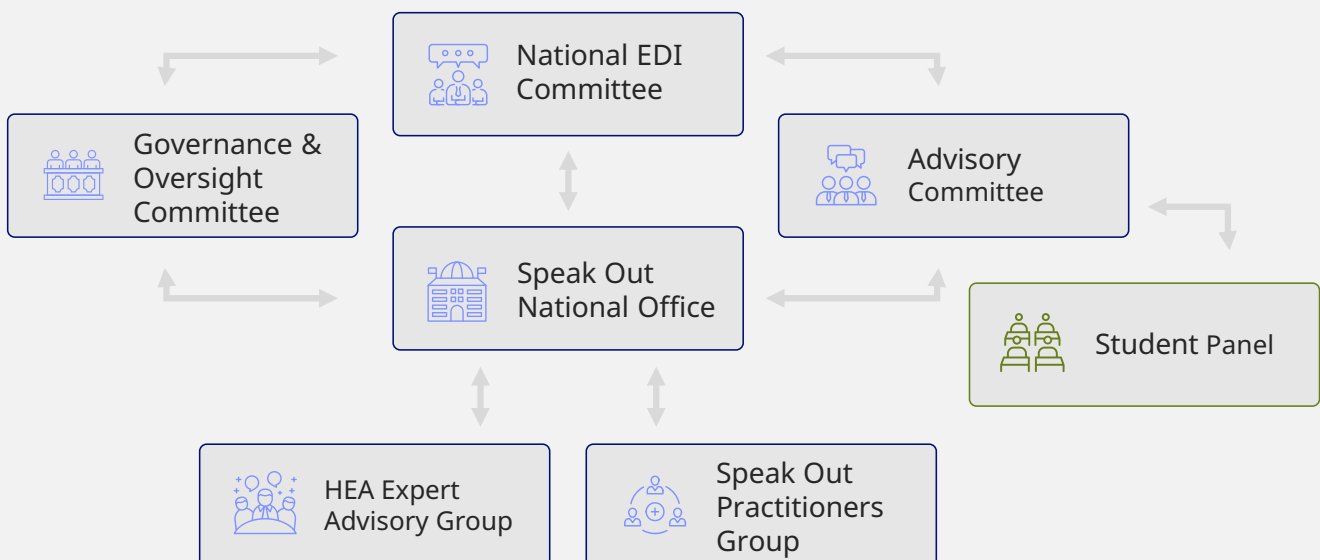 National EDI
Committee
Governance &
Oversight
Committee
Advisory
Committee
Speak Out
National Office
Student Panel
HEA Expert
Advisory Group
Speak Out
Practitioners
Group